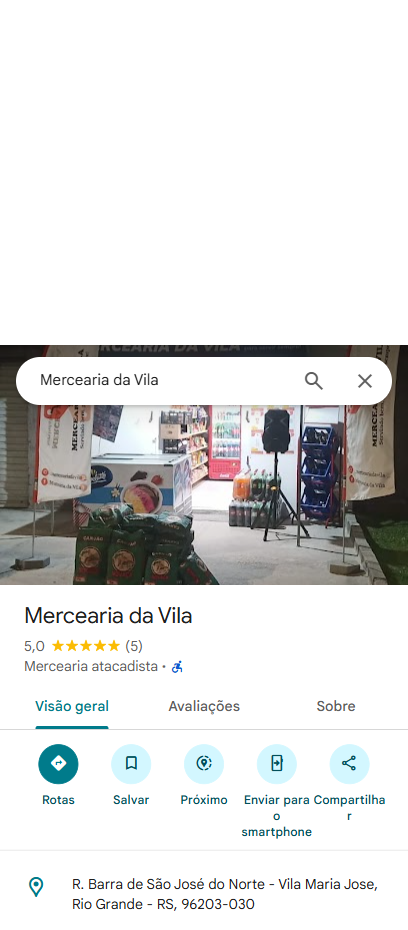 MERCEARIA DA VILA
Mercearia da Vila
Mercearia da Vila
5,0 (5)
Mercearia atacadista ·
Visão geral
Avaliações
Sobre
Rotas
Salvar
Próximo
Enviar para
o
smartphone
Compartilha
r
R. Barra de São José do Norte - Vila Maria Jose,
Rio Grande - RS, 96203-030